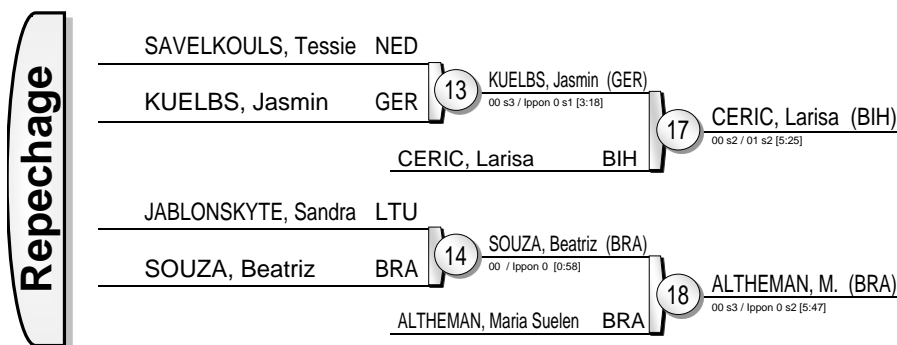 Repechage
SAVELKOULS, Tessie NED
KUELBS, Jasmin GER
13
KUELBS, Jasmin (GER)
00 s3 / Ippon 0 s1 [3:18]
CERIC, Larisa BIH
17
CERIC, Larisa (BIH)
00 s2 / 01 s2 [5:25]
JABLONSKYTE, Sandra LTU
SOUZA, Beatriz BRA
14
SOUZA, Beatriz (BRA)
00 / Ippon 0 [0:58]
ALTHEMAN, Maria Suelen BRA
18
ALTHEMAN, M. (BRA)
00 s3 / Ippon 0 s2 [5:47]